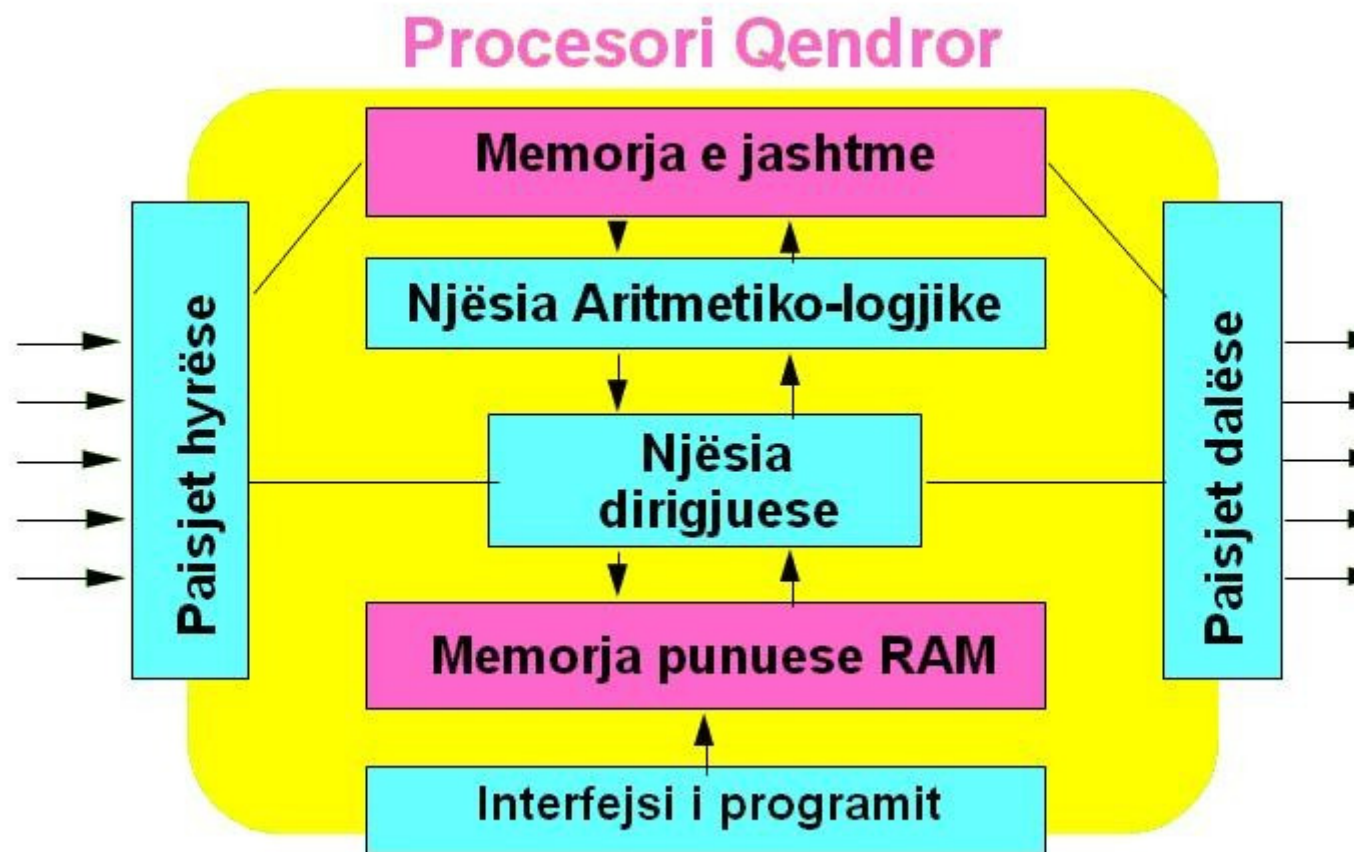 Procesori Qendror
Memorja e jashtme
Njësia Aritmetiko-logjike
Paisjet hyrëse
Njësia
dirigjuese
Paisjet dalëse
Memorja punuese RAM
Interfejsi i programit